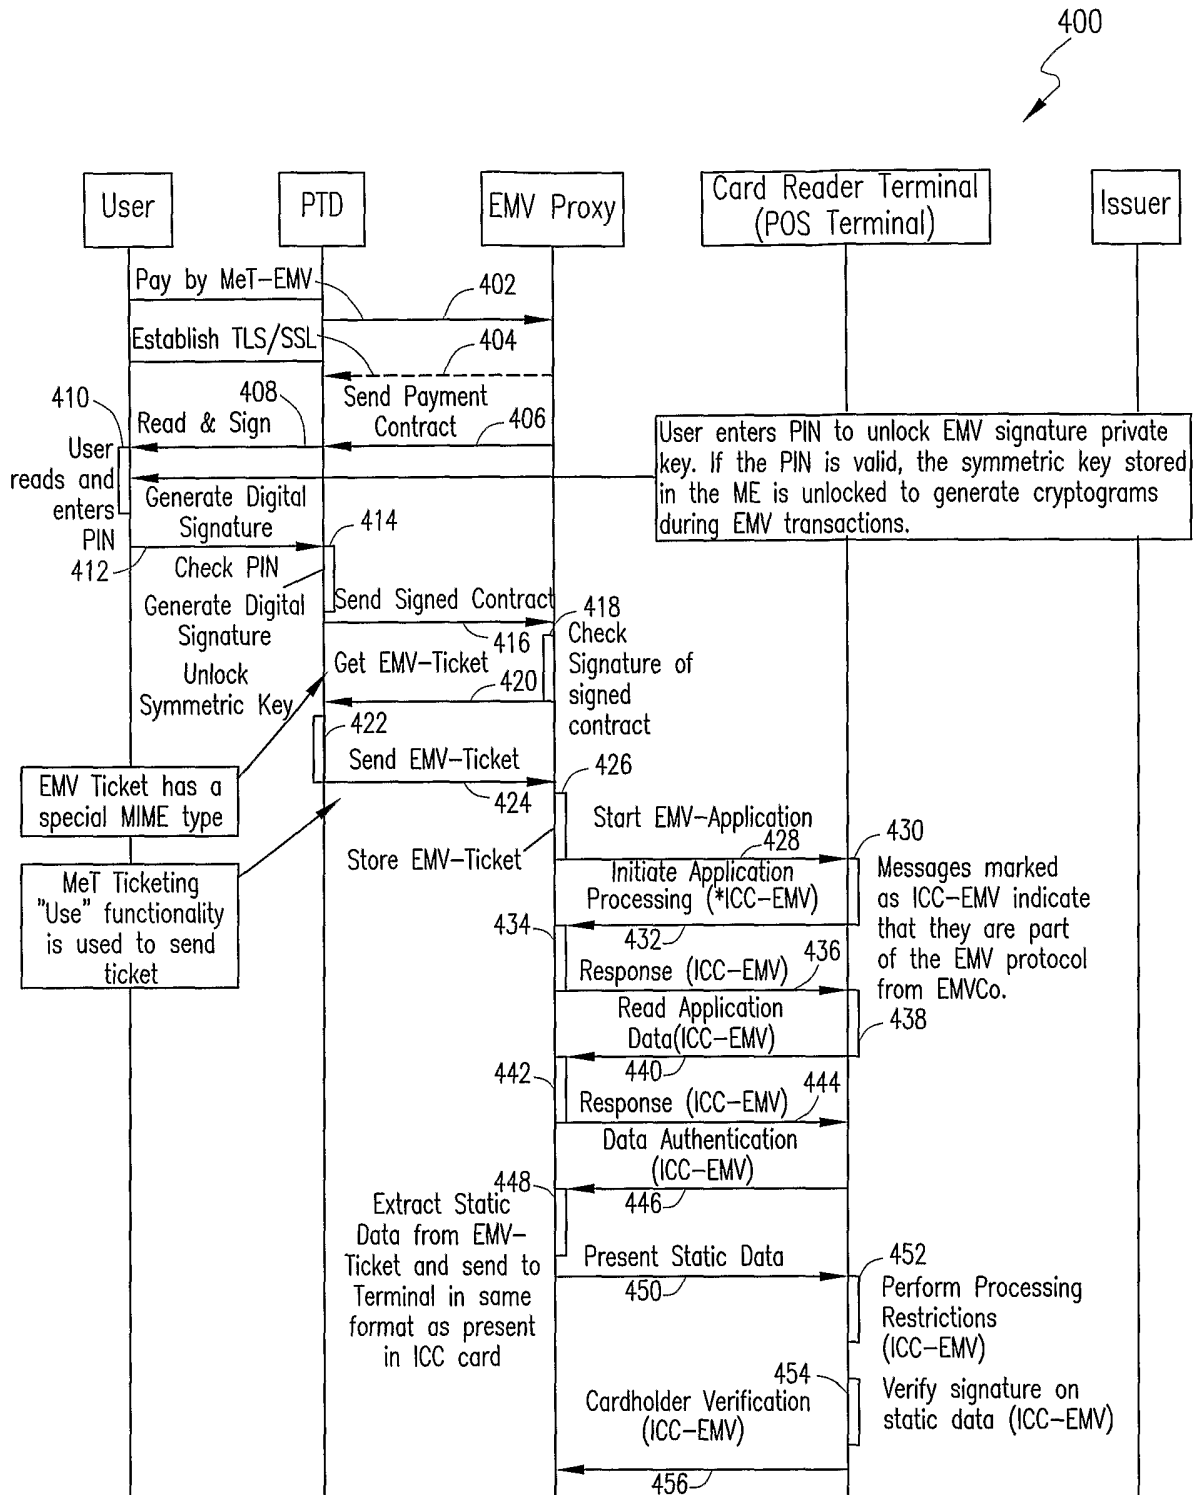 400
User
PTD
EMV Proxy
Card Reader Terminal
(POS Terminal)
Issuer
Pay by MeT-EMV
402
Establish TLS/SSL
404
Send Payment
Contract
406
408
Read & Sign
410
User
reads and
enters
PIN
User enters PIN to unlock EMV signature private
key. If the PIN is valid, the symmetric key stored
in the ME is unlocked to generate cryptograms
during EMV transactions.
Generate Digital
Signature
412
414
Check PIN
Generate Digital
Signature
Unlock
Symmetric Key
Send Signed Contract
416
418
Check
Signature of
signed
contract
Get EMV-Ticket
420
422
Send EMV-Ticket
424
EMV Ticket has a
special MIME type
MeT Ticketing
"Use" functionality
is used to send
ticket
426
Store EMV-Ticket
Start EMV-Application
428
430
Initiate Application
Processing (*ICC-EMV)
432
Messages marked
as ICC-EMV indicate
that they are part
of the EMV protocol
from EMVCo.
434
Response (ICC-EMV)
436
438
Read Application
Data(ICC-EMV)
440
442
Response (ICC-EMV)
444
Data Authentication
(ICC-EMV)
446
448
Extract Static
Data from EMV-
Ticket and send to
Terminal in same
format as present
in ICC card
Present Static Data
450
452
Perform Processing
Restrictions
(ICC-EMV)
454
Verify signature on
static data (ICC-EMV)
Cardholder Verification
(ICC-EMV)
456